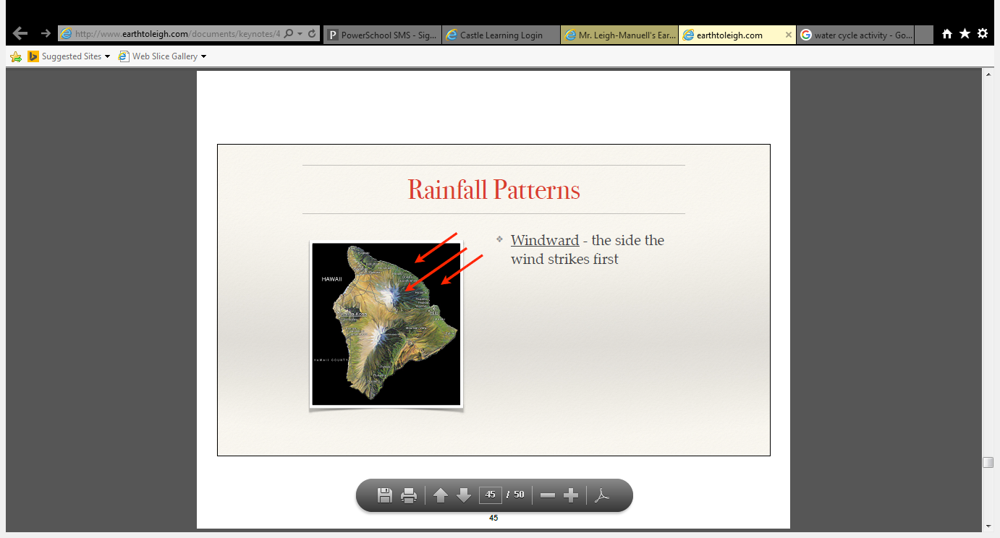 http://www.earthtoleigh.com/documents/keynotes/4
PowerSchool SMS - Sig...
Castle Learning Login
Mr. Leigh-Manuell's Ear...
earthtoleigh.com
water cycle activity - Go...
Suggested Sites
Web Slice Gallery
Rainfall Patterns
Windward - the side the
wind strikes first
HAWAII
HAWAII COUNTY
45 / 50
45